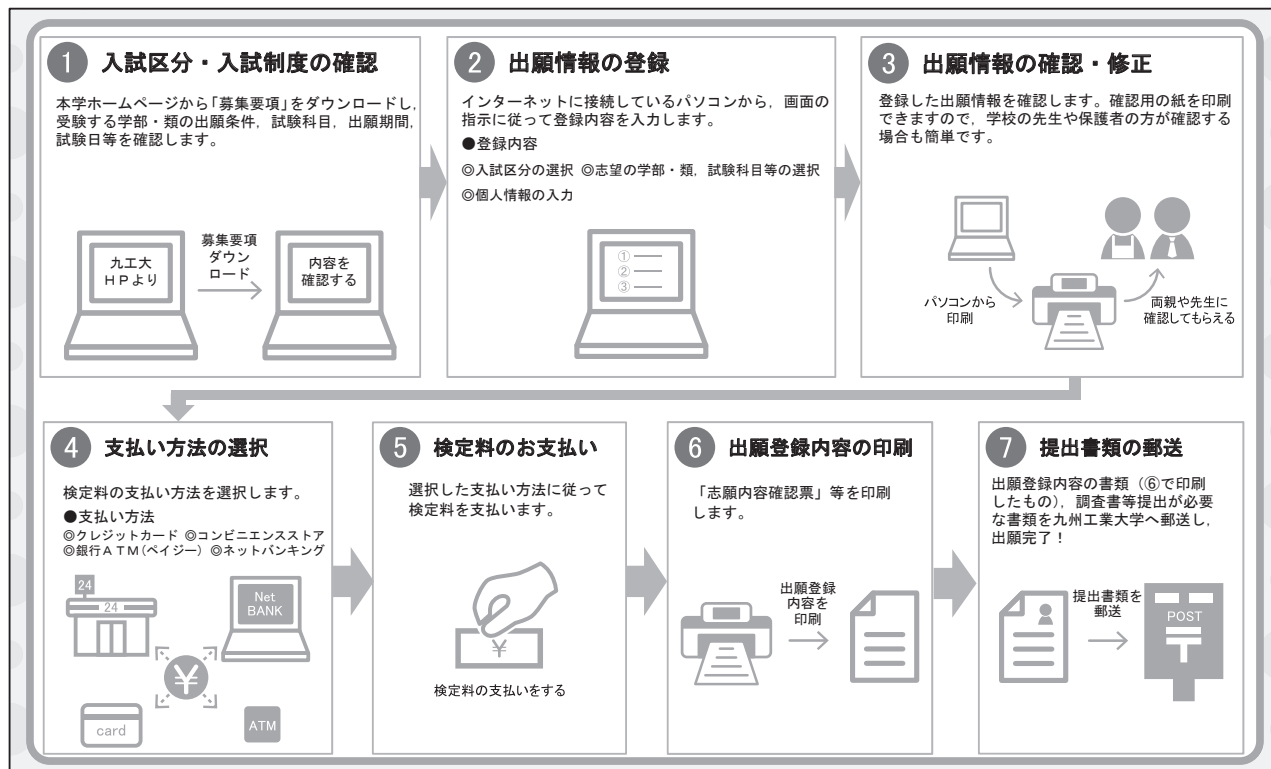 1 入試区分・入試制度の確認
本学ホームページから「募集要項」をダウンロードし,
受験する学部・類の出願条件, 試験科目, 出願期間,
試験日等を確認します。
九工大
HPより
募集要項
ダウン
ロード
内容を
確認する
2 出願情報の登録
インターネットに接続しているパソコンから, 画面の
指示に従って登録内容を入力します。
●登録内容
◎入試区分の選択 ◎志望の学部・類, 試験科目等の選択
◎個人情報の入力
①
②
③
3 出願情報の確認・修正
登録した出願情報を確認します。確認用の紙を印刷
できますので, 学校の先生や保護者の方が確認する
場合も簡単です。
パソコンから
印刷
両親や先生に
確認してもらえる
4 支払い方法の選択
検定料の支払い方法を選択します。
●支払い方法
◎クレジットカード ◎コンビニエンスストア
◎銀行ATM(ペイジー) ◎ネットバンキング
24
24
Net
BANK
¥
card
ATM
5 検定料のお支払い
選択した支払い方法に従って
検定料を支払います。
¥
検定料の支払いをする
6 出願登録内容の印刷
「志願内容確認票」等を印刷
します。
出願登録
内容を
印刷
7 提出書類の郵送
出願登録内容の書類(⑥で印刷
したもの), 調査書等提出が必要
な書類を九州工業大学へ郵送し,
出願完了!
提出書類を
郵送
POST
〒